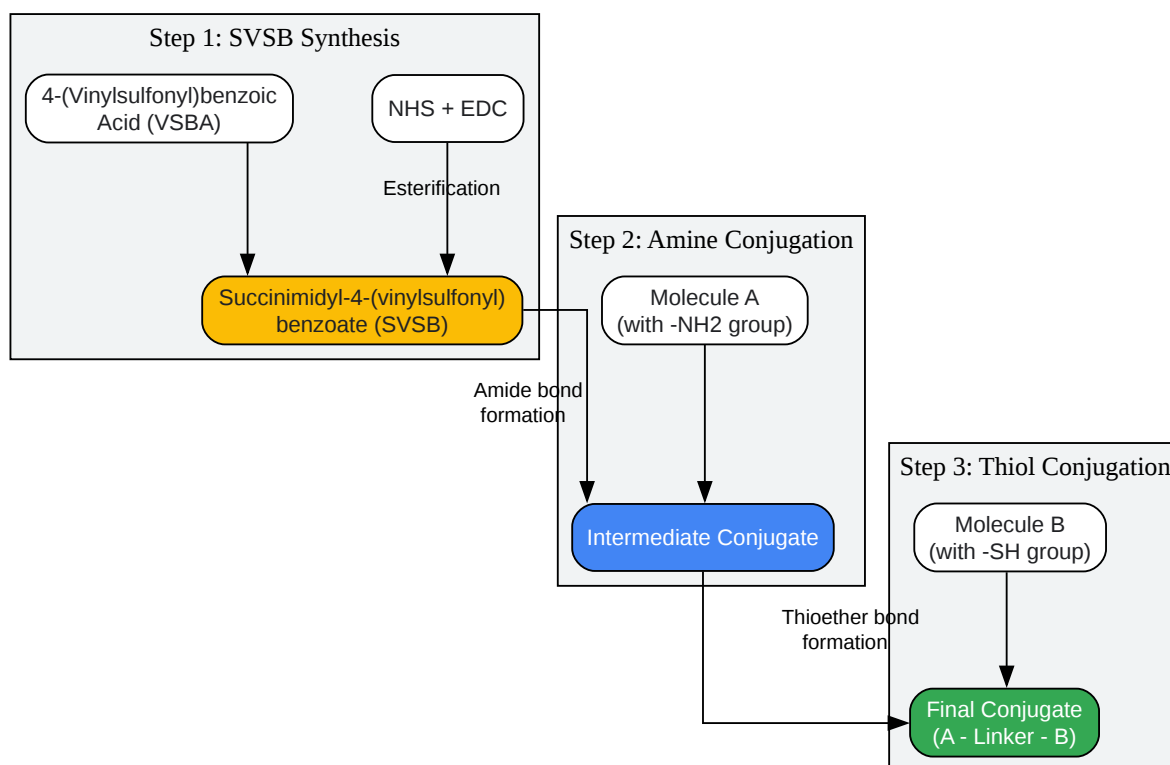 Step 1: SVSB Synthesis
4-(Vinylsulfonyl)benzoic
Acid (VSBA)
NHS + EDC
Esterification
Succinimidyl-4-(vinylsulfonyl)
benzoate (SVSB)
Step 2: Amine Conjugation
Molecule A
(with -NH2 group)
Amide bond
formation
Intermediate Conjugate
Step 3: Thiol Conjugation
Molecule B
(with -SH group)
Thioether bond
formation
Final Conjugate
(A - Linker - B)